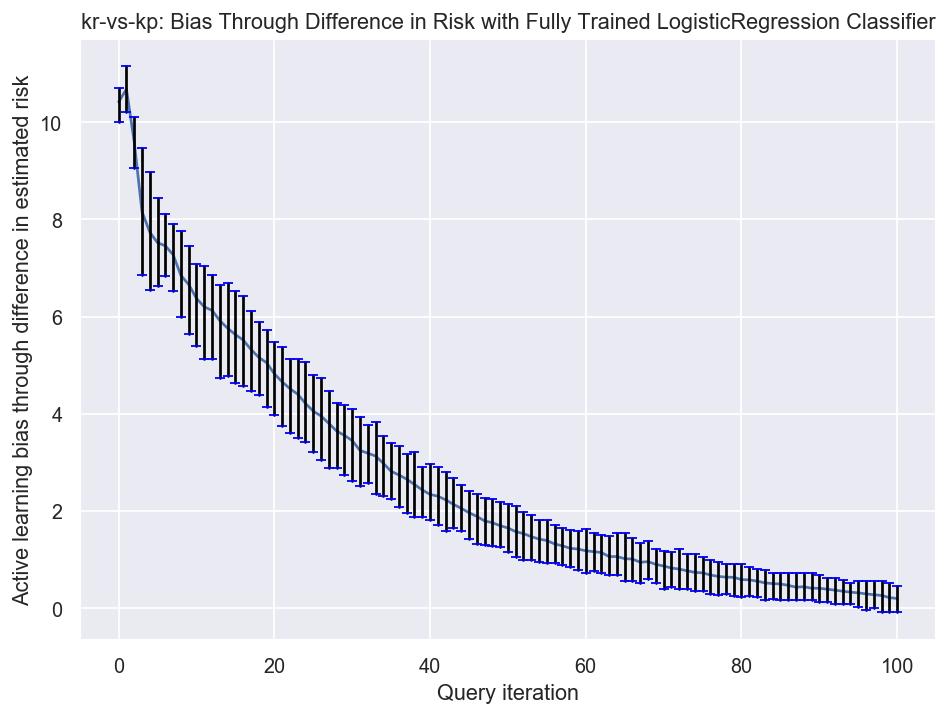 kr-vs-kp: Bias Through Difference in Risk with Fully Trained LogisticRegression Classifier
Active learning bias through difference in estimated risk
10
8
6
4
2
0
0 20 40 60 80 100
Query iteration